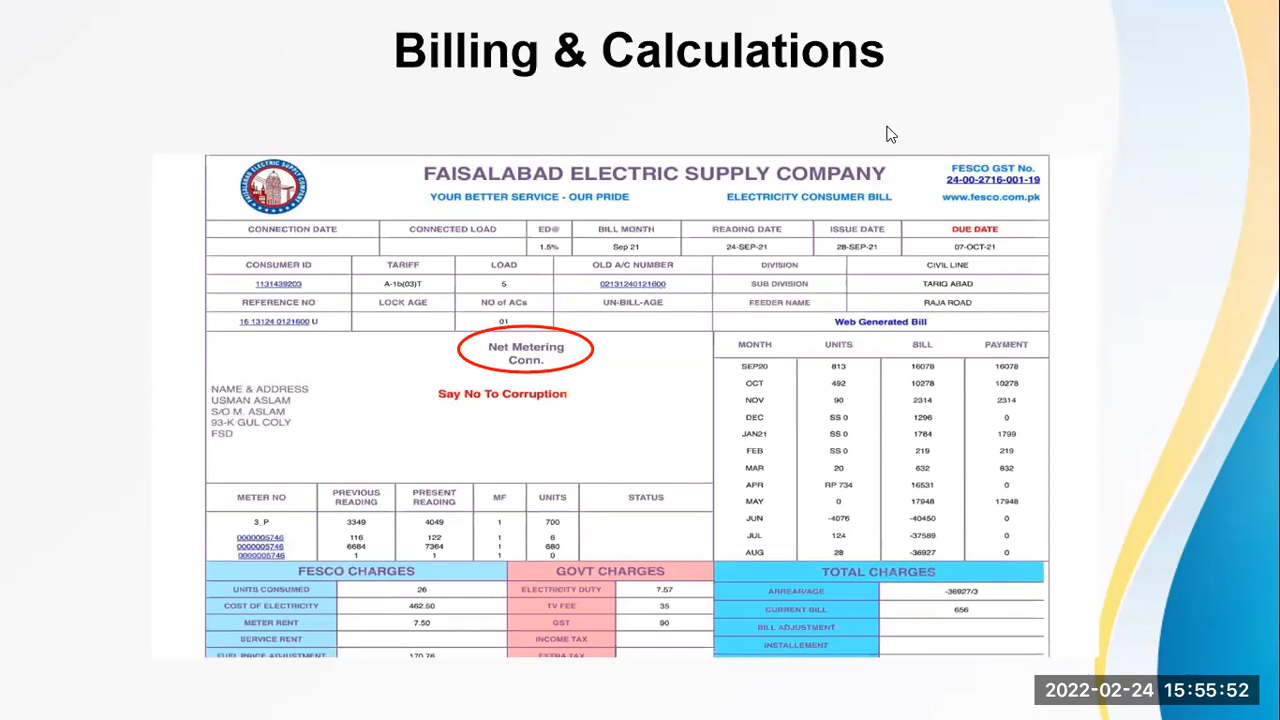 Billing & Calculations
FAISALABAD ELECTRIC SUPPLY COMPANY
FESCO GST No.
24-00-2716-001-19
YOUR BETTER SERVICE - OUR PRIDE ELECTRICITY CONSUMER BILL www.fesco.com.pk
CONNECTION DATE CONNECTED LOAD ED@ BILL MONTH READING DATE ISSUE DATE DUE DATE
1.5% Sep 21 24-SEP-21 28-SEP-21 07-OCT-21
CONSUMER ID TARIFF LOAD OLD A/C NUMBER DIVISION CIVIL LINE
1131439203 A-1b(03)T 5 02131240121600 SUB DIVISION TARIQ ABAD
REFERENCE NO LOCK AGE NO of ACs UN-BILL-AGE FEEDER NAME RAJA ROAD
16 13124 0121600 U 01 Web Generated Bill
Net Metering
Conn.
Say No To Corruption
NAME & ADDRESS
USMAN ASLAM
S/O M. ASLAM
93-K GUL COLY
FSD
MONTH UNITS BILL PAYMENT
SEP20 813 16078 16078
OCT 492 10278 10278
NOV 90 2314 2314
DEC SS 0 1296 0
JAN21 SS 0 1784 1799
FEB SS 0 219 219
MAR 20 632 632
APR RP 734 16531 0
MAY 0 17948 17948
JUN -4076 -40450 0
JUL 124 -37589 0
AUG 28 -36927 0
METER NO PREVIOUS READING PRESENT READING MF UNITS STATUS
3_P 3349 4049 1 700
0000005746 116 122 1 6
0000005746 6684 7364 1 680
0000005746 1 1 1 0
FESCO CHARGES GOVT CHARGES TOTAL CHARGES
UNITS CONSUMED 26 ELECTRICITY DUTY 7.57 ARREAR/AGE -36927/3
COST OF ELECTRICITY 462.50 TV FEE 35 CURRENT BILL 656
METER RENT 7.50 GST 90 BILL ADJUSTMENT
SERVICE RENT INCOME TAX INSTALLEMENT
FUEL PRICE ADJUSTMENT 170.76 EXTRA TAX
2022-02-24 15:55:52